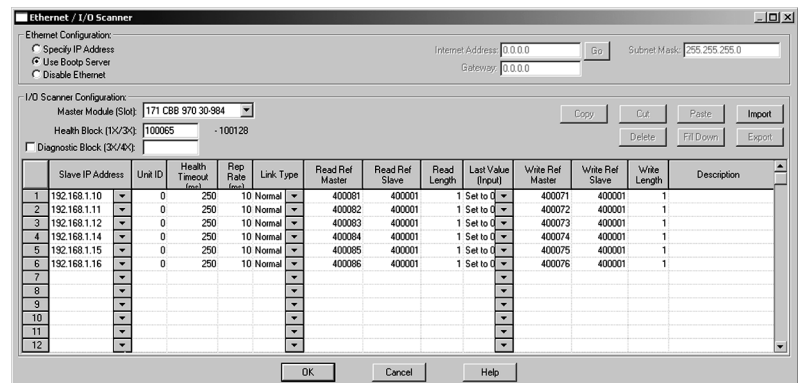 Ethernet / I/O Scanner
Ethernet Configuration:
Specify IP Address
Use Bootp Server
Disable Ethernet
Internet Address: 0.0.0.0 Go Subnet Mask: 255.255.255.0
Gateway: 0.0.0.0
I/O Scanner Configuration:
Master Module (Slot): 171 CBB 970 30-984
Health Block (1X/3X): 100065 - 100128
Diagnostic Block (3X/4X):
Copy Cut Paste Import
Delete Fill Down Export
Slave IP Address Unit ID Health Timeout (ms) Rep Rate (ms) Link Type Read Ref Master Read Ref Slave Read Length Last Value (Input) Write Ref Master Write Ref Slave Write Length Description
1 192.168.1.10 0 250 10 Normal 400081 400001 1 Set to 0 400071 400001 1
2 192.168.1.11 0 250 10 Normal 400082 400001 1 Set to 0 400072 400001 1
3 192.168.1.12 0 250 10 Normal 400083 400001 1 Set to 0 400073 400001 1
4 192.168.1.14 0 250 10 Normal 400084 400001 1 Set to 0 400074 400001 1
5 192.168.1.15 0 250 10 Normal 400085 400001 1 Set to 0 400075 400001 1
6 192.168.1.16 0 250 10 Normal 400086 400001 1 Set to 0 400076 400001 1
7
8
9
10
11
12
OK Cancel Help